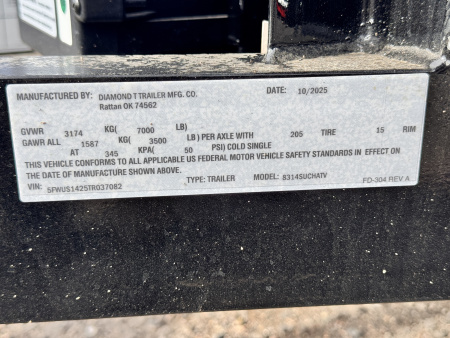 MANUFACTURED BY: DIAMOND T TRAILER MFG. CO. DATE: 10/2025
Rattan OK 74562
GVWR 3174 KG( 7000 LB)
GAWR ALL 1587 KG( 3500 LB) PER AXLE WITH 205 TIRE 15 RIM
AT 345 KPA( 50 PSI) COLD SINGLE
THIS VEHICLE CONFORMS TO ALL APPLICABLE US FEDERAL MOTOR VEHICLE SAFETY STANDARDS IN EFFECT ON
THE DATE OF MANUFACTURE SHOWN ABOVE.
VIN: 5FWUS1425TR037082 TYPE: TRAILER MODEL: 8314SUCHATV FD-304 REV A